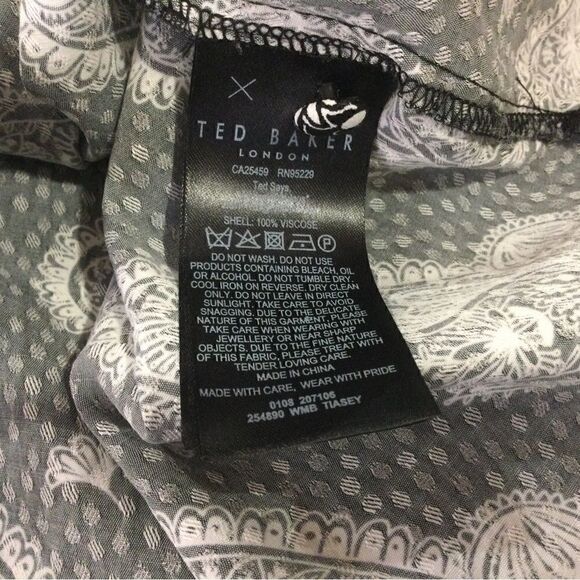 TED BAKER
LONDON
CA25459 RN95229
Ted Says
SHELL: 100% VISCOSE
DO NOT WASH. DO NOT USE
PRODUCTS CONTAINING BLEACH, OIL
OR ALCOHOL. DO NOT TUMBLE DRY.
COOL IRON ON REVERSE. DRY CLEAN
ONLY. DO NOT LEAVE IN DIRECT
SUNLIGHT. TAKE CARE TO AVOID
SNAGGING. DUE TO THE DELICATE
NATURE OF THIS GARMENT, PLEASE
TAKE CARE WHEN WEARING WITH
JEWELLERY OR NEAR SHARP
OBJECTS. DUE TO THE FINE NATURE
OF THIS FABRIC, PLEASE TREAT WITH
TENDER LOVING CARE.
MADE IN CHINA
MADE WITH CARE, WEAR WITH PRIDE
0108 207106
254890 WMB TIASEY